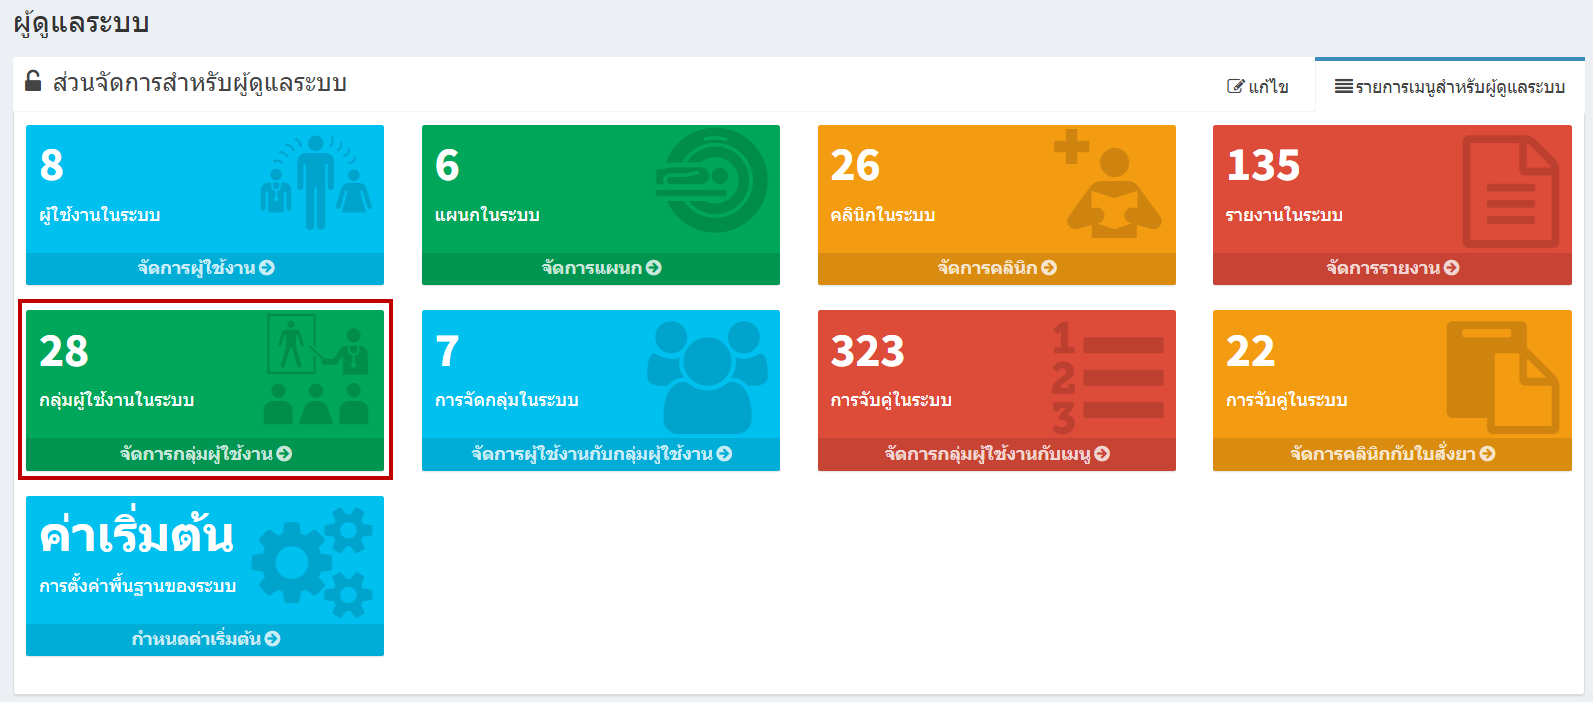 ผู้ดูแลระบบ
ส่วนจัดการสำหรับผู้ดูแลระบบ
แก้ไข
รายการเมนูสำหรับผู้ดูแลระบบ
8
ผู้ใช้งานในระบบ
จัดการผู้ใช้งาน
6
แผนกในระบบ
จัดการแผนก
26
คลินิกในระบบ
จัดการคลินิก
135
รายงานในระบบ
จัดการรายงาน
28
กลุ่มผู้ใช้งานในระบบ
จัดการกลุ่มผู้ใช้งาน
7
การจัดกลุ่มในระบบ
จัดการผู้ใช้งานกับกลุ่มผู้ใช้งาน
323
การจับคู่ในระบบ
1
2
3
จัดการกลุ่มผู้ใช้งานกับเมนู
22
การจับคู่ในระบบ
จัดการคลินิกกับใบสั่งยา
ค่าเริ่มต้น
การตั้งค่าพื้นฐานของระบบ
กำหนดค่าเริ่มต้น